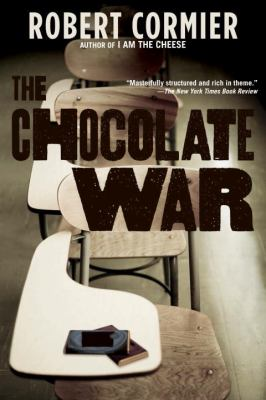 ROBERT CORMIER
AUTHOR OF I AM THE CHEESE
THE
"Masterfully structured and rich in theme."
—The New York Times Book Review
CHOCOLATE
WAR